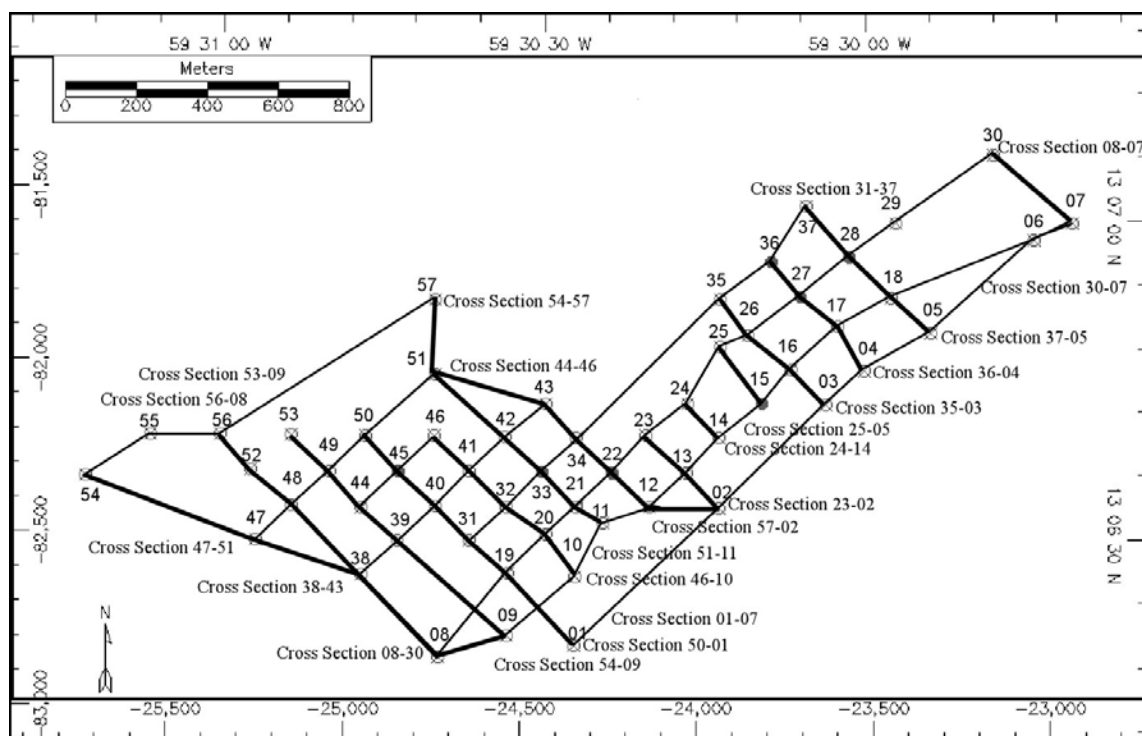 59 31 00 W
59 30 30 W
59 30 00 W
Meters
0 200 400 600 800
30
Cross Section 08-07
-81,500
Cross Section 31-37
29
07
13 07 00 N
37
28
06
36
57
35
27
18
Cross Section 54-57
26
17
Cross Section 30-07
05
25
Cross Section 37-05
-82,000
51
Cross Section 44-46
16
04
Cross Section 53-09
Cross Section 36-04
43
24
15
03
Cross Section 56-08
Cross Section 35-03
55
56
53
50
46
42
23
14
Cross Section 25-05
Cross Section 24-14
52
49
45
41
34
22
13
48
44
40
32
33
21
12
02
54
Cross Section 23-02
-82,500
47
39
31
20
11
Cross Section 57-02
Cross Section 47-51
10
Cross Section 51-11
13 06 30 N
38
19
Cross Section 46-10
Cross Section 38-43
N
Cross Section 01-07
08
09
01
Cross Section 50-01
Cross Section 08-30
Cross Section 54-09
-83,000
-25,500
-25,000
-24,500
-24,000
-23,500
-23,000